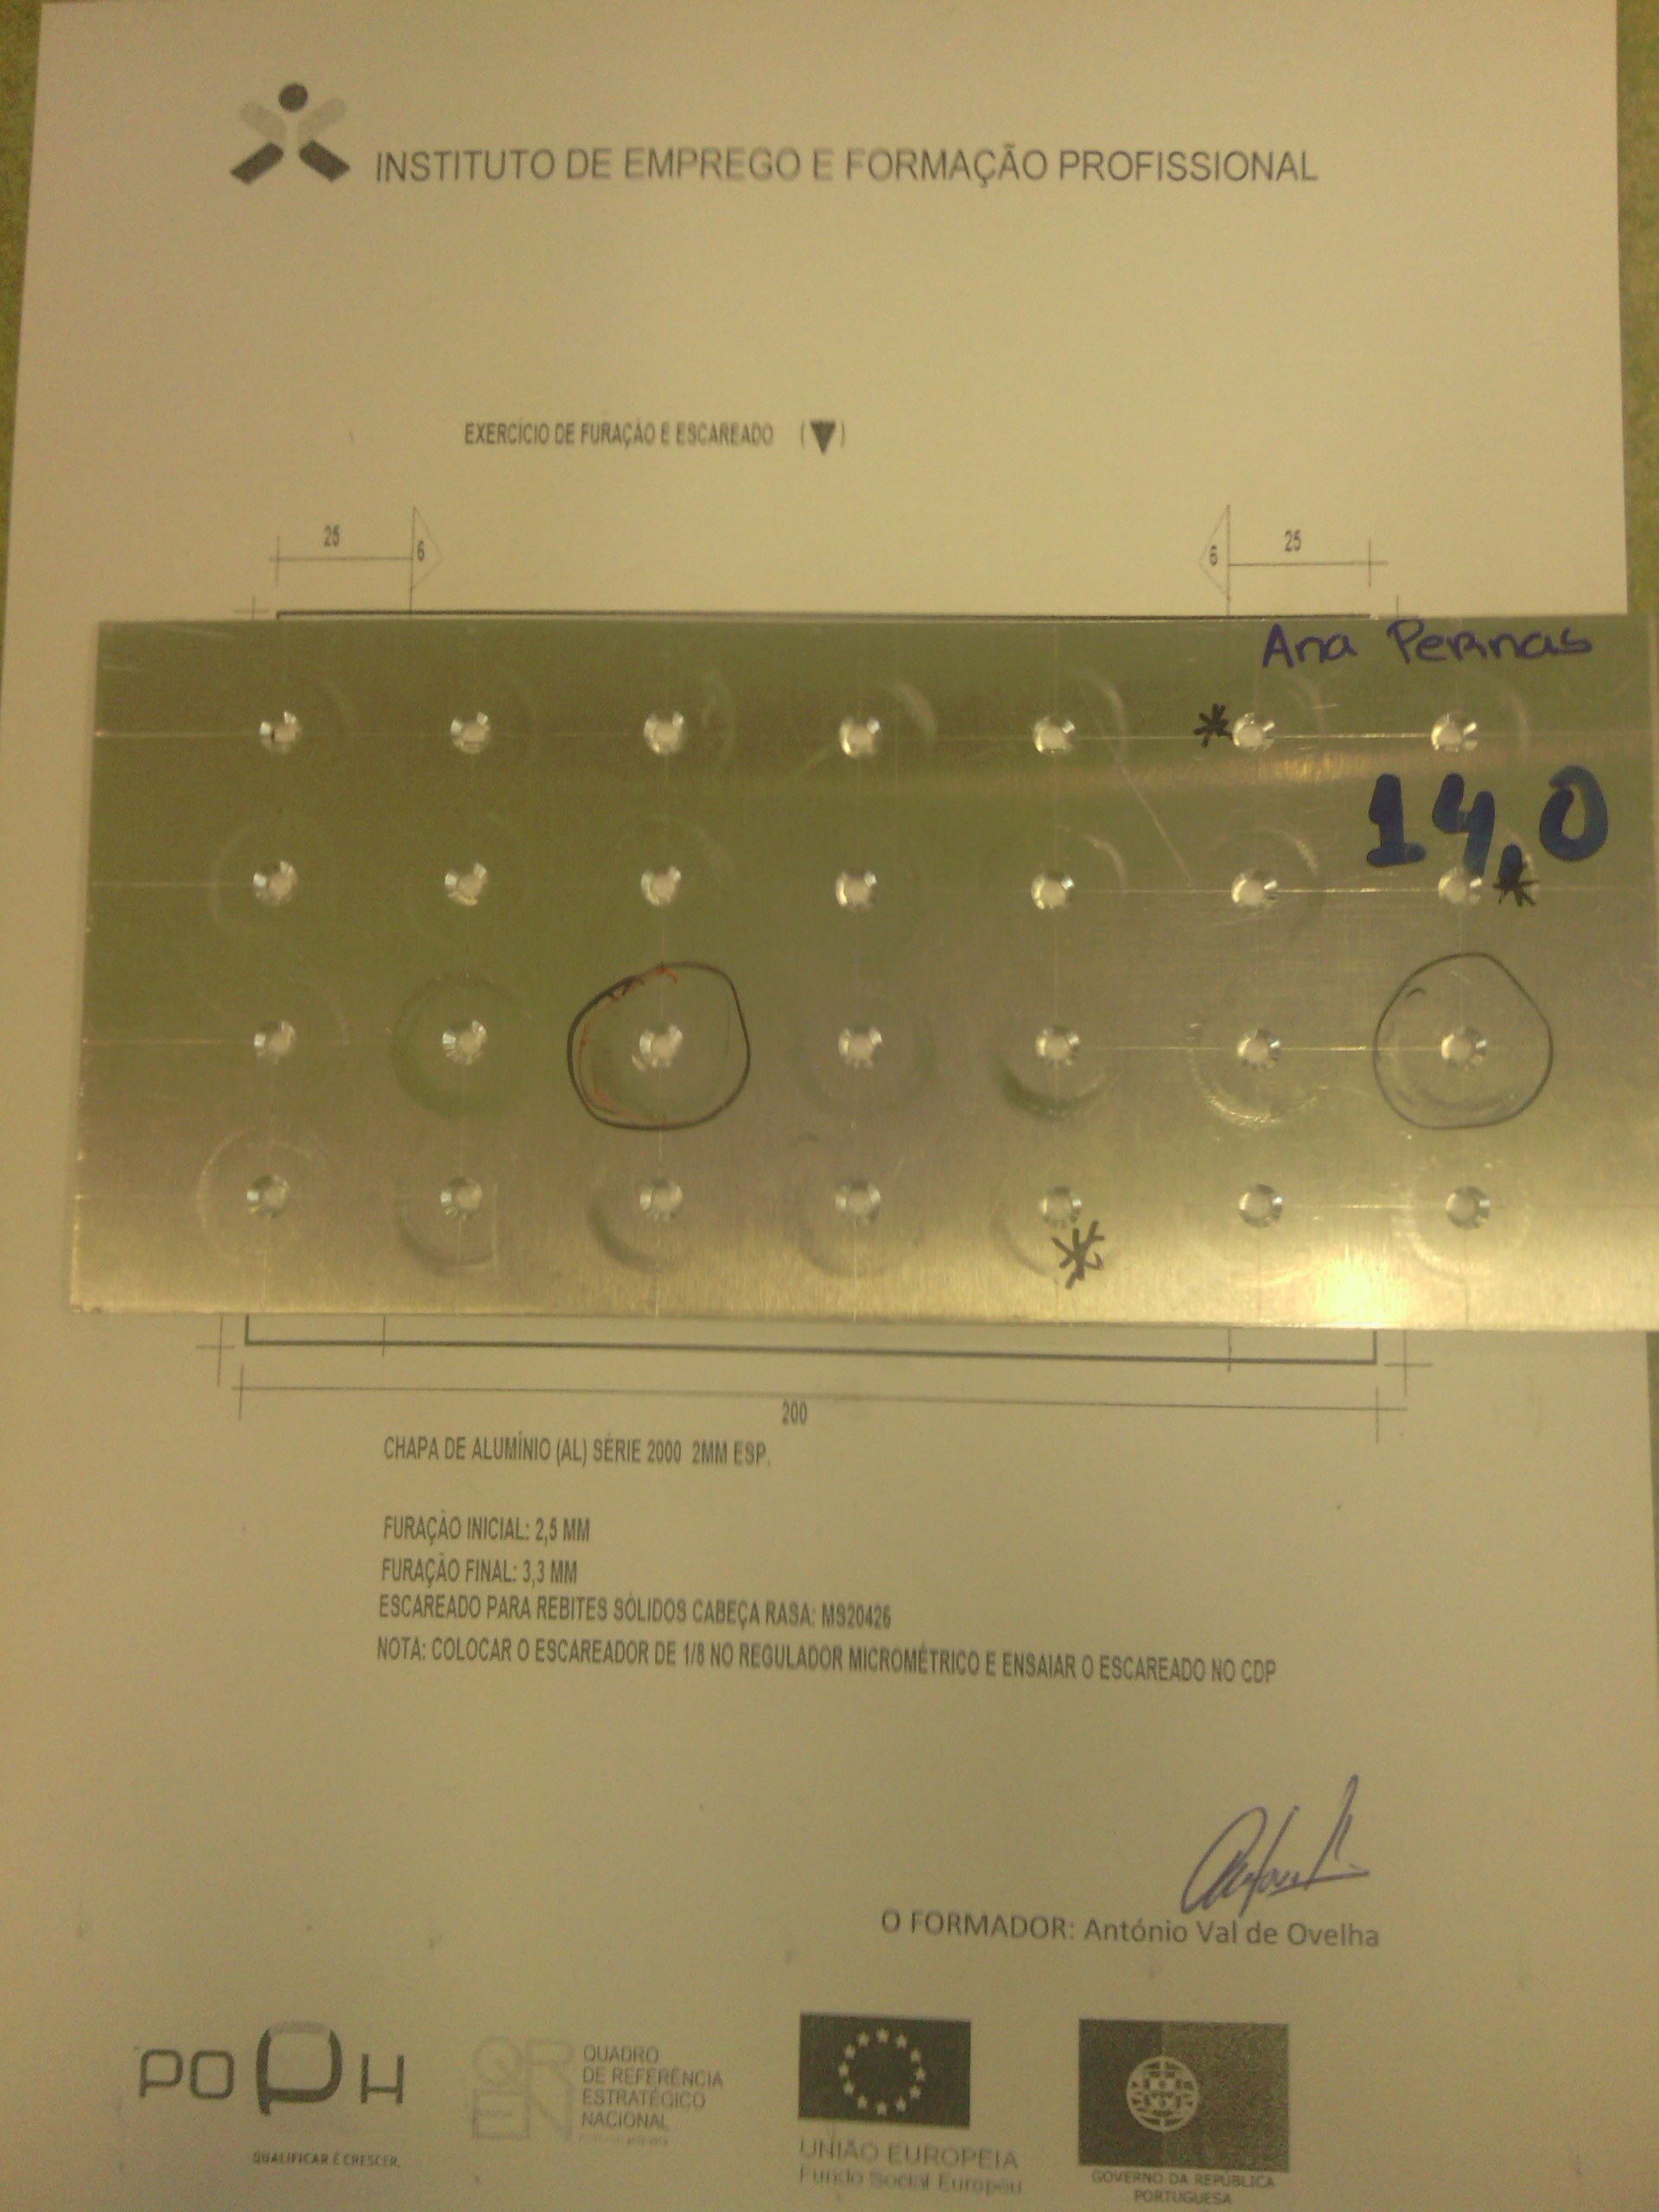 INSTITUTO DE EMPREGO E FORMAÇÃO PROFISSIONAL
EXERCÍCIO DE FURAÇÃO E ESCAREADO (▼)
25
6
6
25
Ana Pernas
*
14,0
*
*
200
CHAPA DE ALUMÍNIO (AL) SÉRIE 2000 2MM ESP.
FURAÇÃO INICIAL: 2,5 MM
FURAÇÃO FINAL: 3,3 MM
ESCAREADO PARA REBITES SÓLIDOS CABEÇA RASA: MS20426
NOTA: COLOCAR O ESCAREADOR DE 1/8 NO REGULADOR MICROMÉTRICO E ENSAIAR O ESCAREADO NO CDP
O FORMADOR: António Val de Ovelha
POPH
QUALIFICAR É CRESCER.
QREN
QUADRO
DE REFERÊNCIA
ESTRATÉGICO
NACIONAL
UNIÃO EUROPEIA
Fundo Social Europeu
GOVERNO DA REPÚBLICA
PORTUGUESA